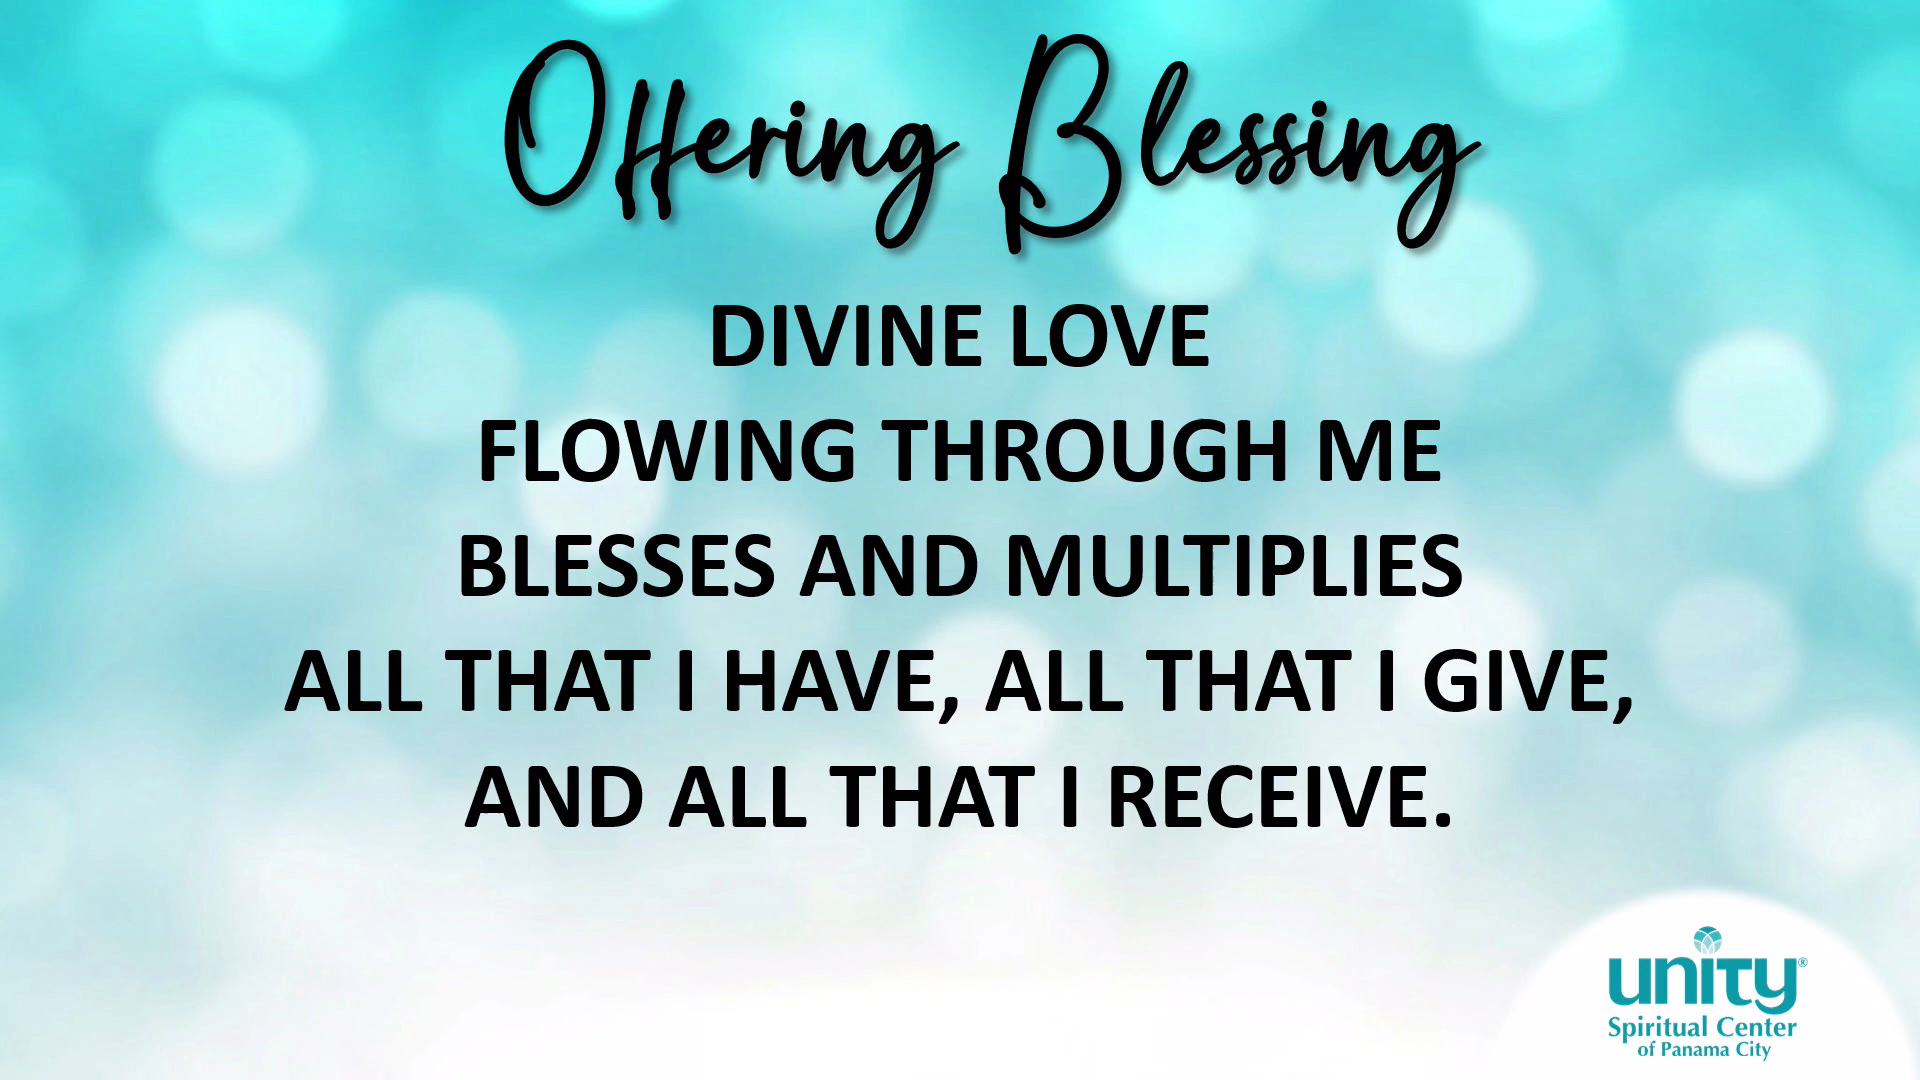 Offering Blessing
DIVINE LOVE
FLOWING THROUGH ME
BLESSES AND MULTIPLIES
ALL THAT I HAVE, ALL THAT I GIVE,
AND ALL THAT I RECEIVE.
unity®
Spiritual Center
of Panama City